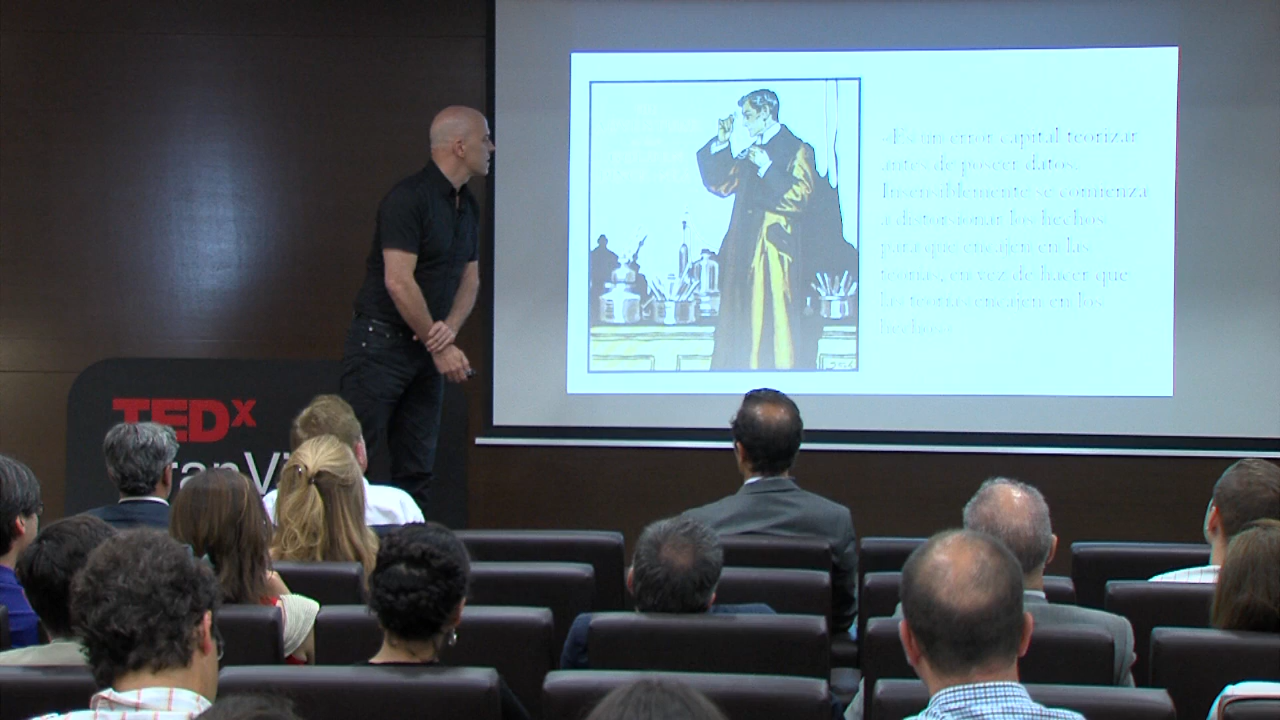 «Es un error capital teorizar
antes de poseer datos.
Insensiblemente se comienza
a distorsionar los hechos
para que encajen en las
teorías, en vez de hacer que
las teorías encajen en los
hechos»
TEDx